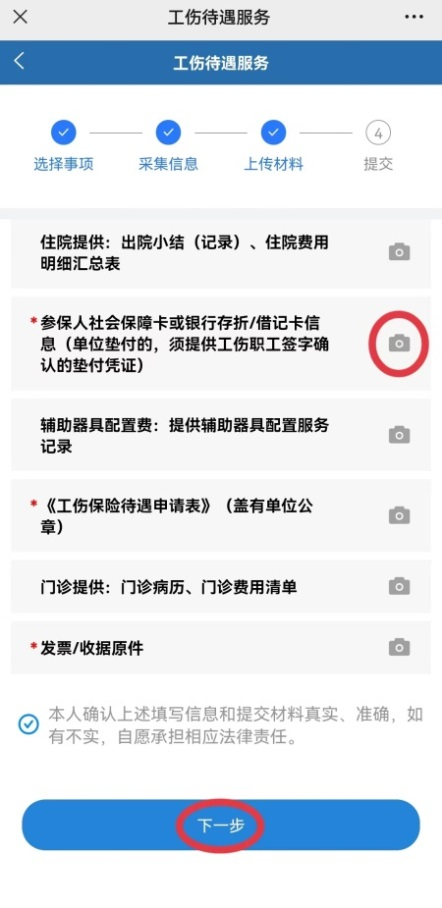 工伤待遇服务
工伤待遇服务
4
选择事项
采集信息
上传材料
提交
住院提供：出院小结（记录）、住院费用
明细汇总表
*参保人社会保障卡或银行存折/借记卡信
息（单位垫付的，须提供工伤职工签字确
认的垫付凭证）
辅助器具配置费：提供辅助器具配置服务
记录
*《工伤保险待遇申请表》（盖有单位公
章）
门诊提供：门诊病历、门诊费用清单
*发票/收据原件
本人确认上述填写信息和提交材料真实、准确，如
有不实，自愿承担相应法律责任。
下一步